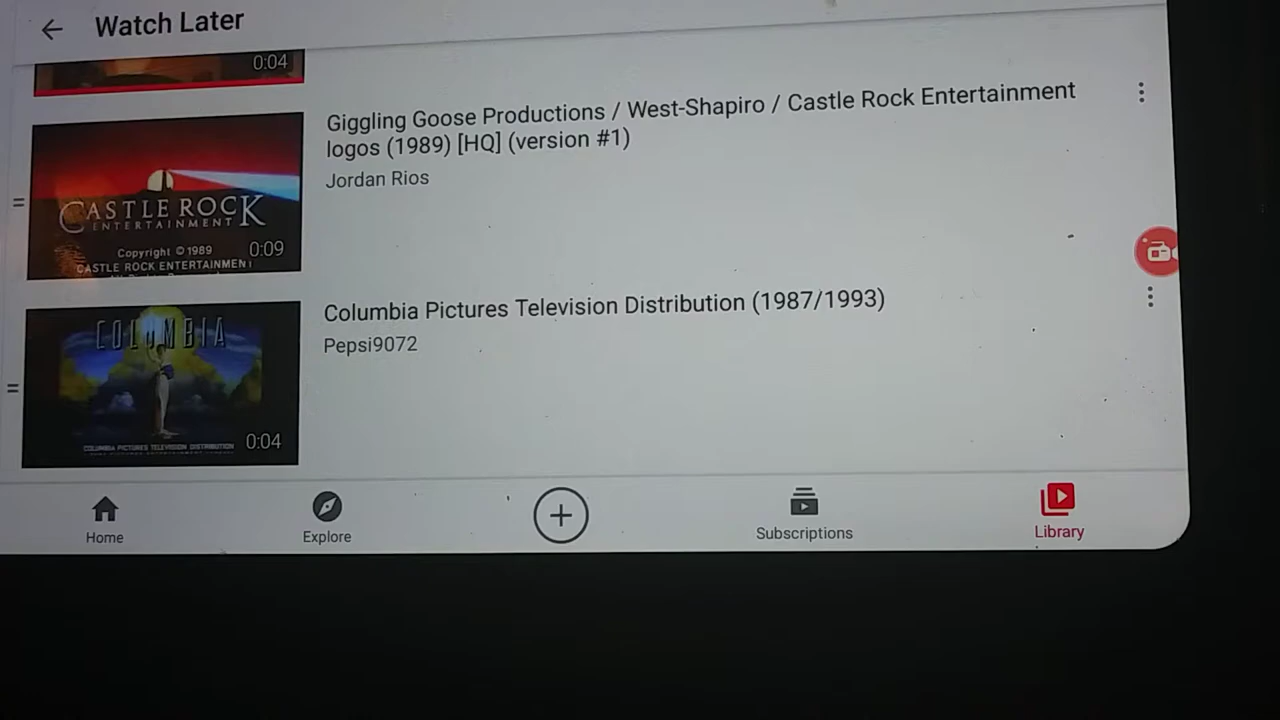 Watch Later
0:04
Giggling Goose Productions / West-Shapiro / Castle Rock Entertainment
logos (1989) [HQ] (version #1)
Jordan Rios
CASTLE ROCK
ENTERTAINMENT
Copyright © 1989
0:09
CASTLE ROCK ENTERTAINMENT
Columbia Pictures Television Distribution (1987/1993)
Pepsi9072
COLUMBIA
0:04
COLUMBIA PICTURES TELEVISION DISTRIBUTION
Home
Explore
Subscriptions
Library